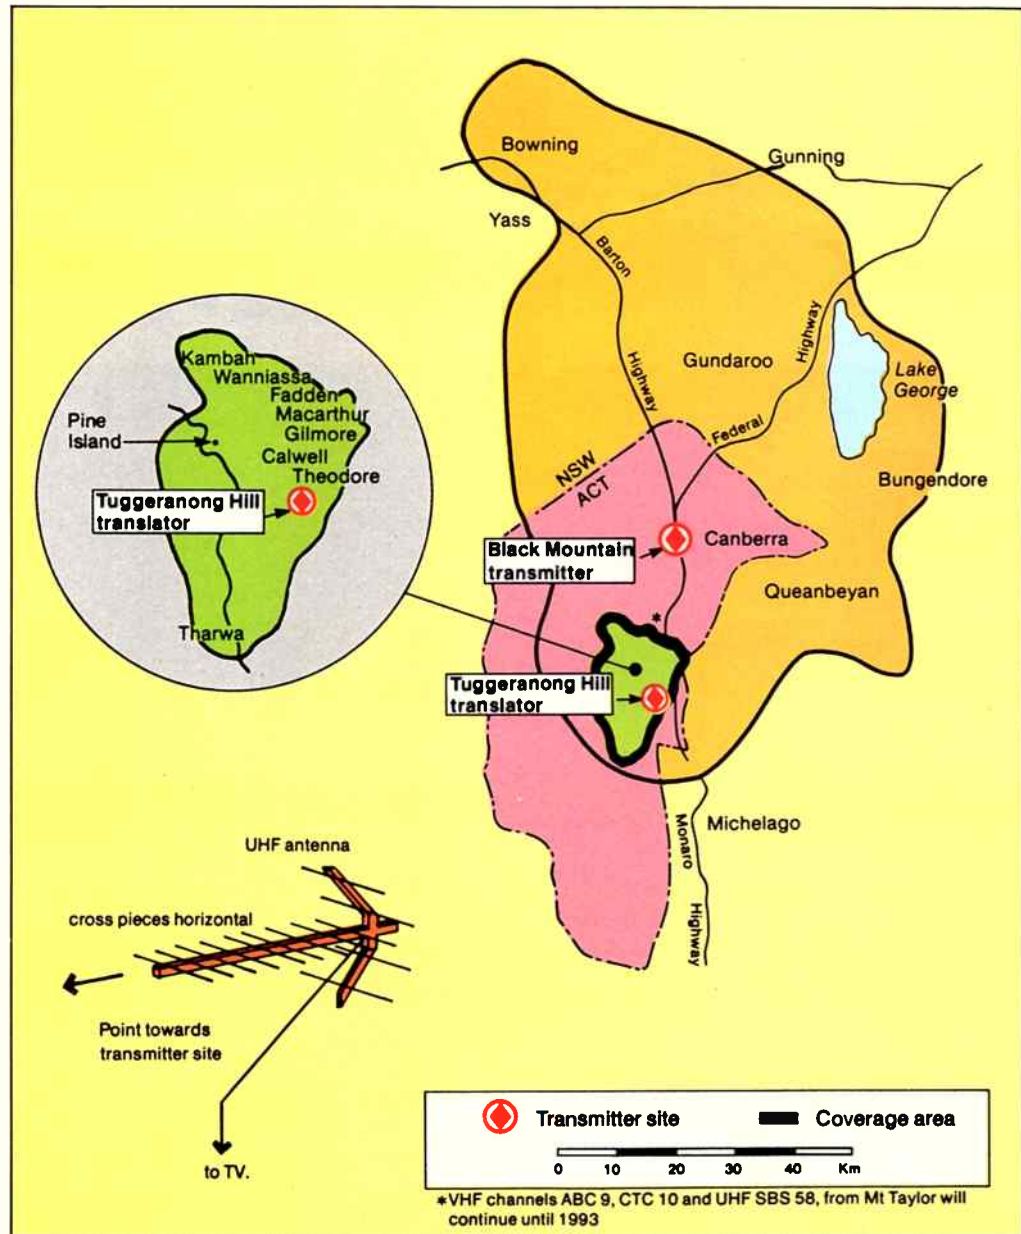 Bowning
Gunning
Yass
Barton
Highway
Gundaroo
Highway
Federal
Lake
George
Bungendore
NSW
ACT
Canberra
Black Mountain
transmitter
Queanbeyan
*
Tuggeranong Hill
translator
Michelago
Monaro
Highway
Kambah
Wanniassa
Fadden
Macarthur
Gilmore
Calwell
Theodore
Pine
Island
Tuggeranong Hill
translator
Tharwa
UHF antenna
cross pieces horizontal
Point towards
transmitter site
to TV.
Transmitter site
Coverage area
0 10 20 30 40 Km
*VHF channels ABC 9, CTC 10 and UHF SBS 58, from Mt Taylor will
continue until 1993